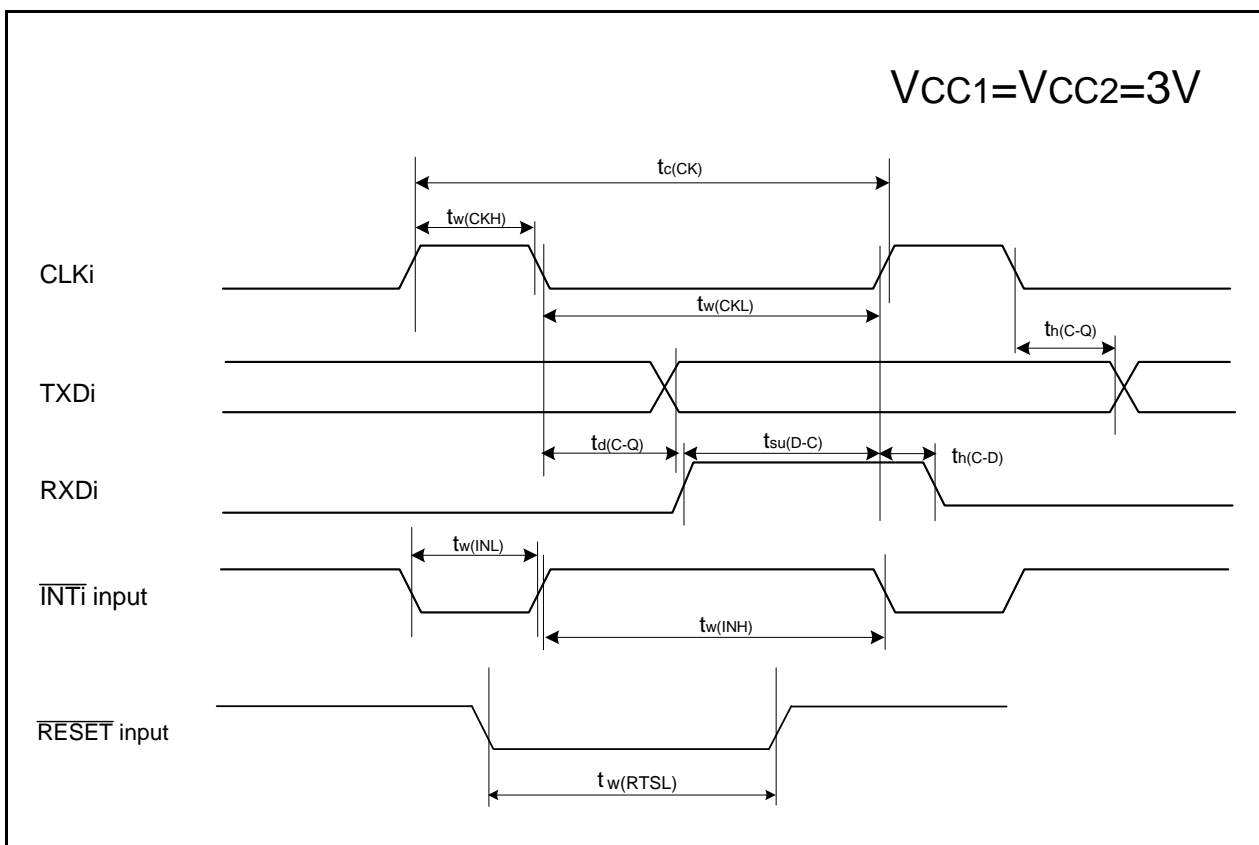 VCC1=VCC2=3V
tc(CK)
tw(CKH)
CLKi
tw(CKL)
th(C-Q)
TXDi
td(C-Q)
tsu(D-C)
th(C-D)
RXDi
tw(INL)
INTi input
tw(INH)
RESET input
tw(RTSL)